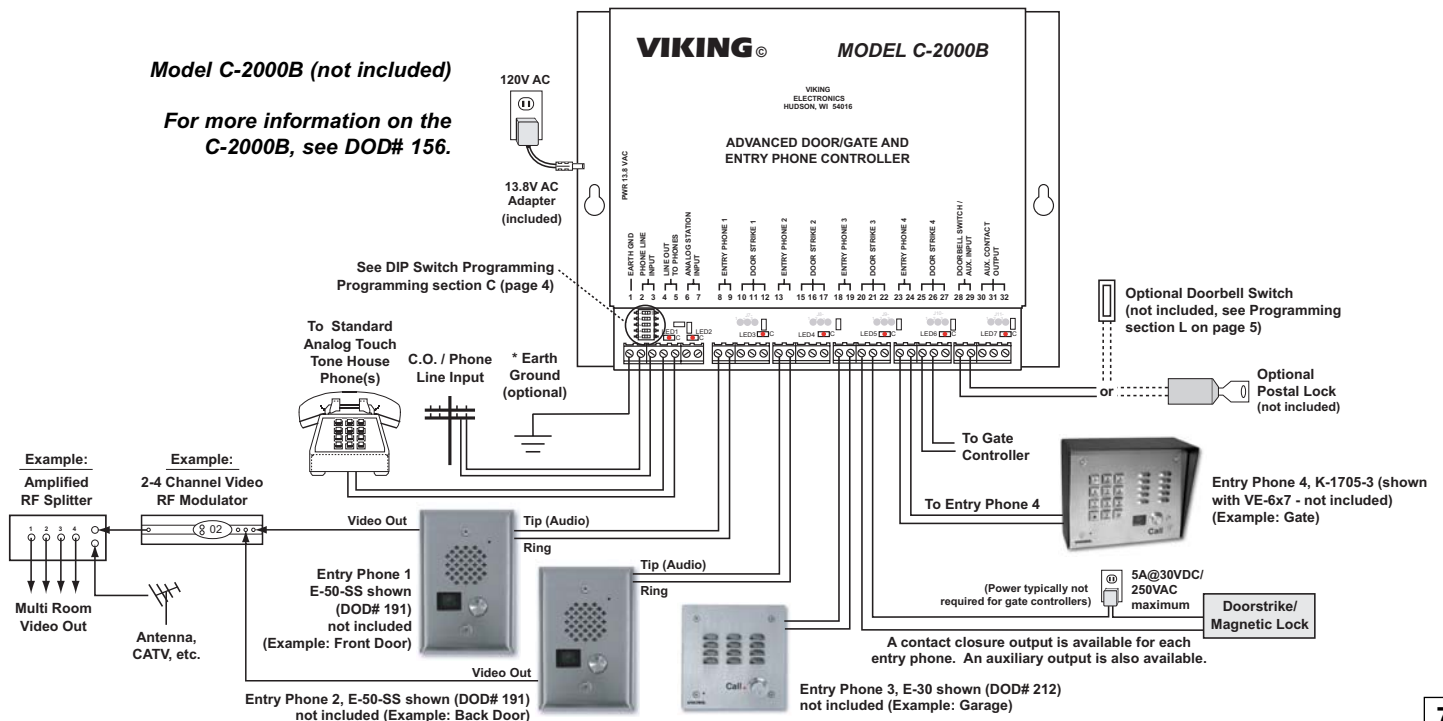 Model C-2000B (not included)
For more information on the
C-2000B, see DOD# 156.
120V AC
13.8V AC
Adapter
(included)
VIKING ©
MODEL C-2000B
VIKING
ELECTRONICS
HUDSON, WI 54016
ADVANCED DOOR/GATE AND
ENTRY PHONE CONTROLLER
PWR 13.8 VAC
EARTH GND
PHONE LINE
INPUT
LINE OUT
TO PHONES
ANALOG STATION
INPUT
ENTRY PHONE 1
DOOR STRIKE 1
ENTRY PHONE 2
DOOR STRIKE 2
ENTRY PHONE 3
DOOR STRIKE 3
ENTRY PHONE 4
DOOR STRIKE 4
DOORBELL SWITCH /
AUX. INPUT
AUX. CONTACT
OUTPUT
1 2 3 4 5 6 7 8 9 10 11 12 13 15 16 17 18 19 20 21 22 23 24 25 26 27 28 29 30 31 32
LED1 C LED2 C LED3 C LED4 C LED5 C LED6 C LED7 C
See DIP Switch Programming
Programming section C (page 4)
To Standard
Analog Touch
Tone House
Phone(s)
C.O. / Phone
Line Input
* Earth
Ground
(optional)
Optional Doorbell Switch
(not included, see Programming
section L on page 5)
or
Optional
Postal Lock
(not included)
To Gate
Controller
To Entry Phone 4
Call
Entry Phone 4, K-1705-3 (shown
with VE-6x7 - not included)
(Example: Gate)
Example:
Amplified
RF Splitter
1 2 3 4
Multi Room
Video Out
Example:
2-4 Channel Video
RF Modulator
02
Antenna,
CATV, etc.
Video Out
Tip (Audio)
Ring
Entry Phone 1
E-50-SS shown
(DOD# 191)
not included
(Example: Front Door)
Tip (Audio)
Ring
Video Out
Entry Phone 2, E-50-SS shown (DOD# 191)
not included (Example: Back Door)
Call
VIKING
Entry Phone 3, E-30 shown (DOD# 212)
not included (Example: Garage)
(Power typically not
required for gate controllers)
5A@30VDC/
250VAC
maximum
Doorstrike/
Magnetic Lock
A contact closure output is available for each
entry phone. An auxiliary output is also available.
7